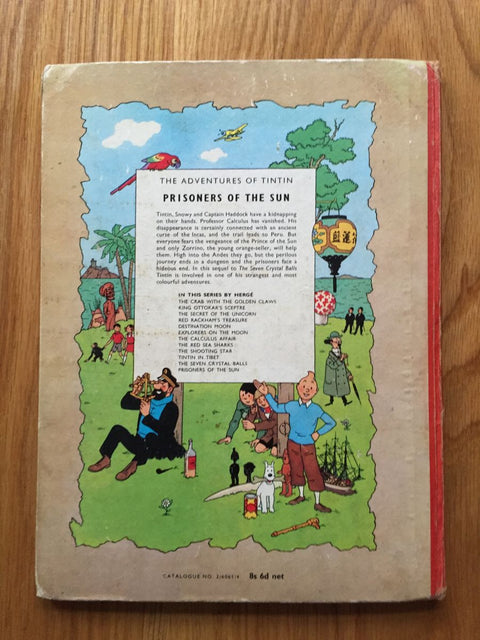 THE ADVENTURES OF TINTIN
PRISONERS OF THE SUN
Tintin, Snowy and Captain Haddock have a kidnapping
on their hands. Professor Calculus has vanished. His
disappearance is certainly connected with an ancient
curse of the Incas, and the trail leads to Peru. But
everyone fears the vengeance of the Prince of the Sun
and only Zorrino, the young orange-seller, will help
them. High into the Andes they go, but the perilous
journey ends in a dungeon and the prisoners face a
hideous end. In this sequel to The Seven Crystal Balls
Tintin is involved in one of his strangest and most
colourful adventures.
IN THIS SERIES BY HERGÉ
THE CRAB WITH THE GOLDEN CLAWS
KING OTTOKAR'S SCEPTRE
THE SECRET OF THE UNICORN
RED RACKHAM'S TREASURE
DESTINATION MOON
EXPLORERS ON THE MOON
THE CALCULUS AFFAIR
THE RED SEA SHARKS
THE SHOOTING STAR
TINTIN IN TIBET
THE SEVEN CRYSTAL BALLS
PRISONERS OF THE SUN
CATALOGUE NO. 2/6061/4 8s 6d net